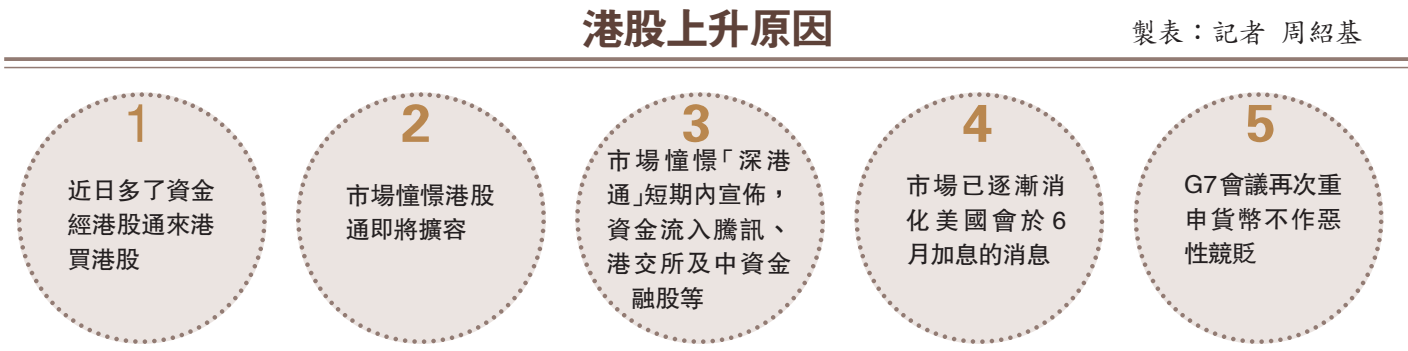 港股上升原因
製表：記者 周紹基
1
近日多了資金
經港股通來港
買港股
2
市場憧憬港股
通即將擴容
3
市場憧憬「深港
通」短期內宣佈，
資金流入騰訊、
港交所及中資金
融股等
4
市場已逐漸消
化美國會於6
月加息的消息
5
G7會議再次重
申貨幣不作惡
性競貶